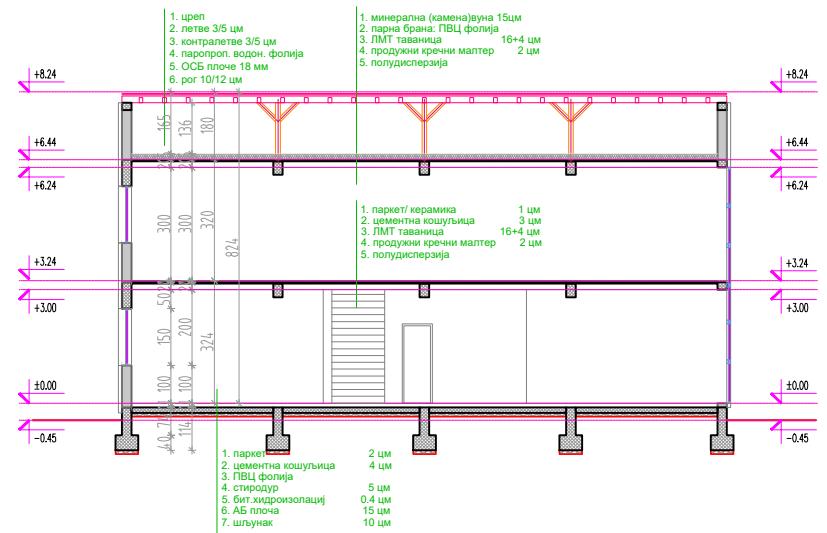 1. цреп
2. летве 3/5 цм
3. контралетве 3/5 цм
4. паропроп. водон. фолија
5. ОСБ плоче 18 мм
6. рог 10/12 цм
1. минерална (камена)вуна 15цм
2. парна брана: ПВЦ фолија
3. ЛМТ таваница 16+4 цм
4. продужни кречни малтер 2 цм
5. полудисперзија
+8.24
+8.24
165
136
180
+6.44
+6.44
+6.24
+6.24
1. паркет/ керамика 1 цм
2. цементна кошуљица 3 цм
3. ЛМТ таваница 16+4 цм
4. продужни кречни малтер 2 цм
5. полудисперзија
300
300
320
824
+3.24
+3.24
+3.00
+3.00
50
150
200
324
±0.00
±0.00
100
100
-0.45
-0.45
40
114
1. паркет 2 цм
2. цементна кошуљица 4 цм
3. ПВЦ фолија
4. стиродур 5 цм
5. бит.хидроизолациј 0.4 цм
6. АБ плоча 15 цм
7. шљунак 10 цм